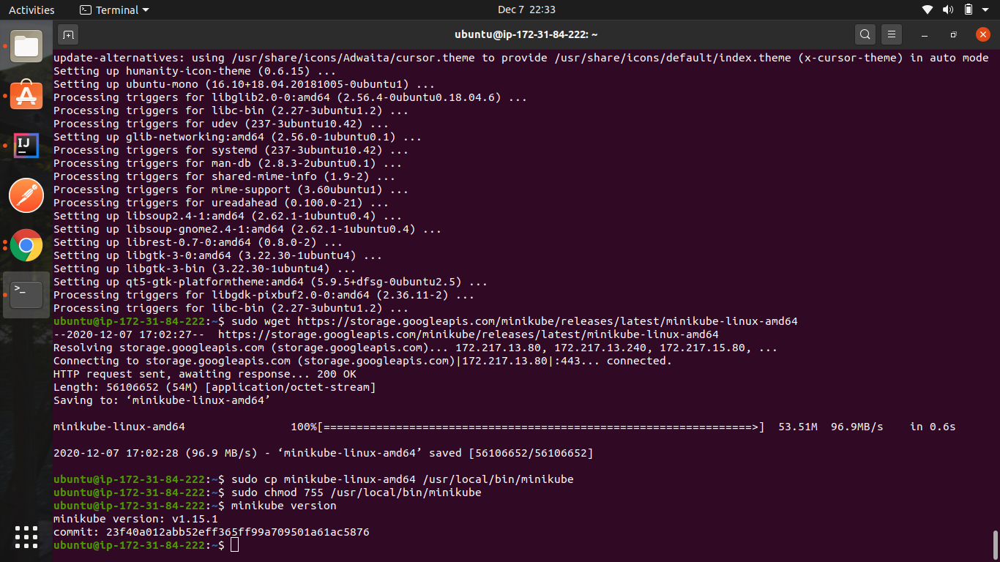 Activities Terminal Dec 7 22:33
ubuntu@ip-172-31-84-222: ~
update-alternatives: using /usr/share/icons/Adwaita/cursor.theme to provide /usr/share/icons/default/index.theme (x-cursor-theme) in auto mode
Setting up humanity-icon-theme (0.6.15) ...
Setting up ubuntu-mono (16.10+18.04.20181005-0ubuntu1) ...
Processing triggers for libglib2.0-0:amd64 (2.56.4-0ubuntu0.18.04.6) ...
Processing triggers for libc-bin (2.27-3ubuntu1.2) ...
Processing triggers for udev (237-3ubuntu10.42) ...
Setting up glib-networking:amd64 (2.56.0-1ubuntu0.1) ...
Processing triggers for systemd (237-3ubuntu10.42) ...
Processing triggers for man-db (2.8.3-2ubuntu0.1) ...
Processing triggers for shared-mime-info (1.9-2) ...
Processing triggers for mime-support (3.60ubuntu1) ...
Processing triggers for ureadahead (0.100.0-21) ...
Setting up libsoup2.4-1:amd64 (2.62.1-1ubuntu0.4) ...
Setting up libsoup-gnome2.4-1:amd64 (2.62.1-1ubuntu0.4) ...
Setting up librest-0.7-0:amd64 (0.8.0-2) ...
Setting up libgtk-3-0:amd64 (3.22.30-1ubuntu4) ...
Setting up libgtk-3-bin (3.22.30-1ubuntu4) ...
Setting up qt5-gtk-platformtheme:amd64 (5.9.5+dfsg-0ubuntu2.5) ...
Processing triggers for libgdk-pixbuf2.0-0:amd64 (2.36.11-2) ...
Processing triggers for libc-bin (2.27-3ubuntu1.2) ...
ubuntu@ip-172-31-84-222:~$ sudo wget https://storage.googleapis.com/minikube/releases/latest/minikube-linux-amd64
--2020-12-07 17:02:27--  https://storage.googleapis.com/minikube/releases/latest/minikube-linux-amd64
Resolving storage.googleapis.com (storage.googleapis.com)... 172.217.13.80, 172.217.13.240, 172.217.15.80, ...
Connecting to storage.googleapis.com (storage.googleapis.com)|172.217.13.80|:443... connected.
HTTP request sent, awaiting response... 200 OK
Length: 56106652 (54M) [application/octet-stream]
Saving to: ‘minikube-linux-amd64’
minikube-linux-amd64 100%[=================================================================>] 53.51M 96.9MB/s in 0.6s
2020-12-07 17:02:28 (96.9 MB/s) - ‘minikube-linux-amd64’ saved [56106652/56106652]
ubuntu@ip-172-31-84-222:~$ sudo cp minikube-linux-amd64 /usr/local/bin/minikube
ubuntu@ip-172-31-84-222:~$ sudo chmod 755 /usr/local/bin/minikube
ubuntu@ip-172-31-84-222:~$ minikube version
minikube version: v1.15.1
commit: 23f40a012abb52eff365ff99a709501a61ac5876
ubuntu@ip-172-31-84-222:~$
IJ
>_